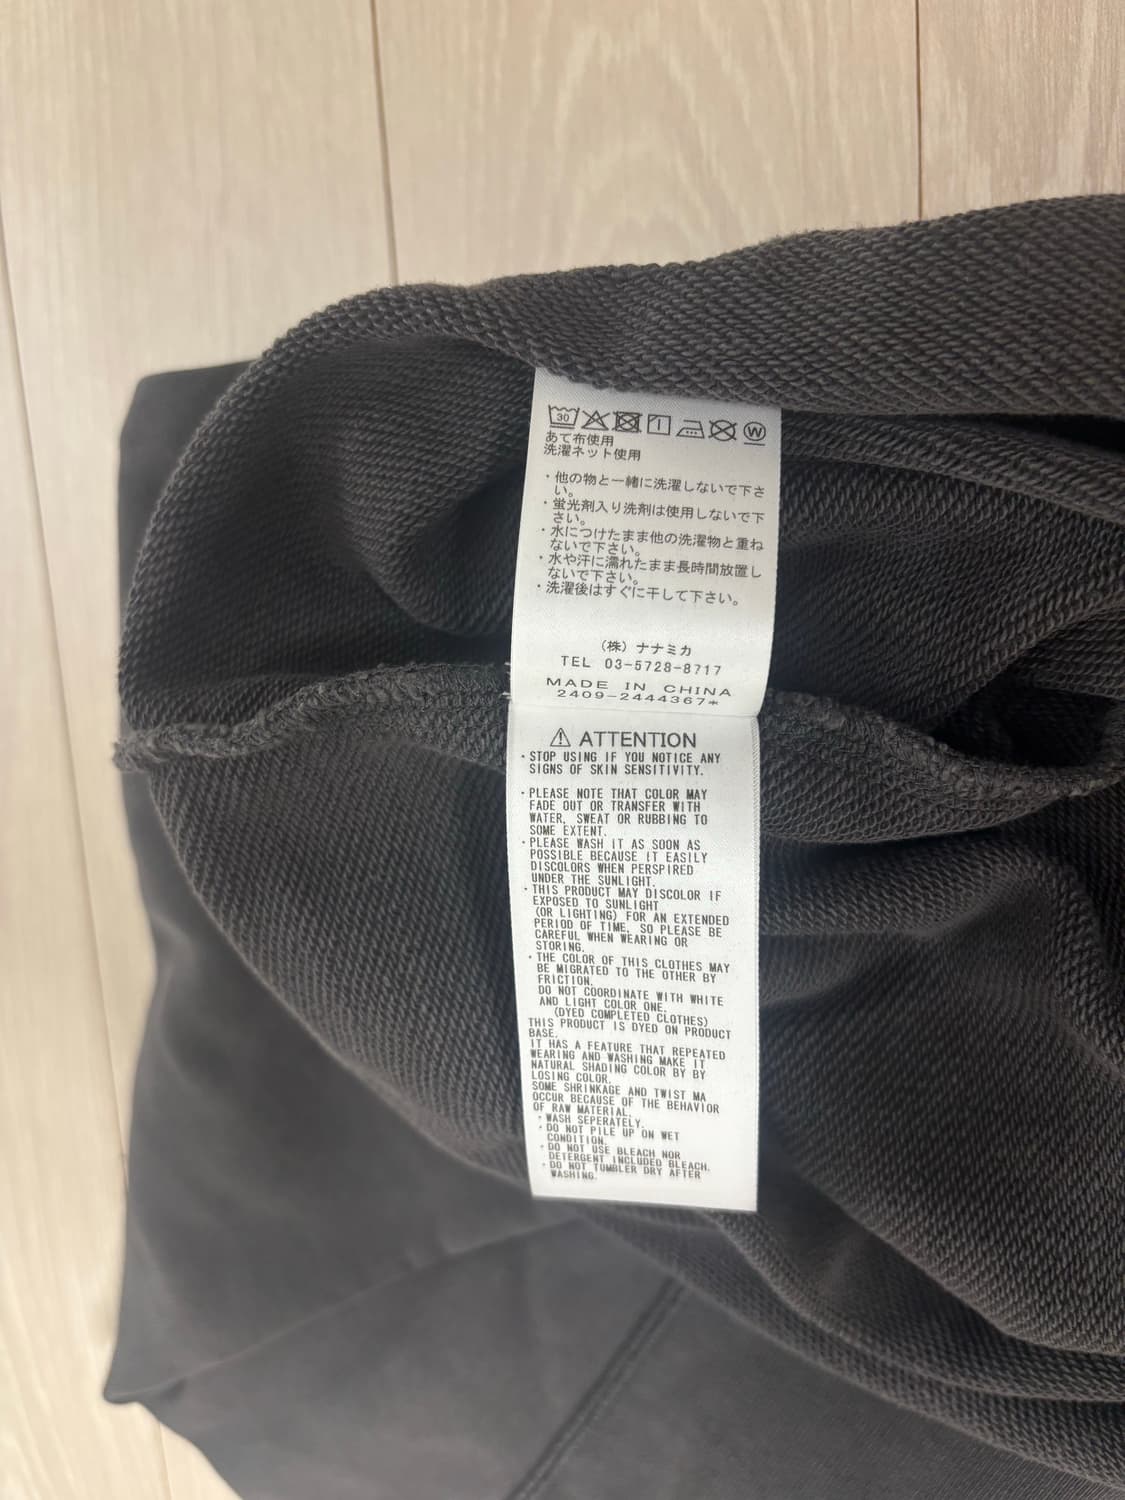 30
W
あて布使用
洗濯ネット使用
・他の物と一緒に洗濯しないで下さ
い。
・蛍光剤入り洗剤は使用しないで下
さい。
・水につけたまま他の洗濯物と重ね
ないで下さい。
・水や汗に濡れたまま長時間放置し
ないで下さい。
・洗濯後はすぐに干して下さい。
(株) ナナミカ
TEL 03-5728-8717
MADE IN CHINA
2409-2444367*
⚠ ATTENTION
・STOP USING IF YOU NOTICE ANY
SIGNS OF SKIN SENSITIVITY.
・PLEASE NOTE THAT COLOR MAY
FADE OUT OR TRANSFER WITH
WATER, SWEAT OR RUBBING TO
SOME EXTENT.
・PLEASE WASH IT AS SOON AS
POSSIBLE BECAUSE IT EASILY
DISCOLORS WHEN PERSPIRED
UNDER THE SUNLIGHT.
・THIS PRODUCT MAY DISCOLOR IF
EXPOSED TO SUNLIGHT
(OR LIGHTING) FOR AN EXTENDED
PERIOD OF TIME, SO PLEASE BE
CAREFUL WHEN WEARING OR
STORING.
・THE COLOR OF THIS CLOTHES MAY
BE MIGRATED TO THE OTHER BY
FRICTION.
DO NOT COORDINATE WITH WHITE
AND LIGHT COLOR ONE.
(DYED COMPLETED CLOTHES)
THIS PRODUCT IS DYED ON PRODUCT
BASE.
IT HAS A FEATURE THAT REPEATED
WEARING AND WASHING MAKE IT
NATURAL SHADING COLOR BY BY
LOSING COLOR.
SOME SHRINKAGE AND TWIST MA
OCCUR BECAUSE OF THE BEHAVIOR
OF RAW MATERIAL.
・WASH SEPERATELY.
・DO NOT PILE UP ON WET
CONDITION.
・DO NOT USE BLEACH NOR
DETERGENT INCLUDED BLEACH.
・DO NOT TUMBLER DRY AFTER
WASHING.